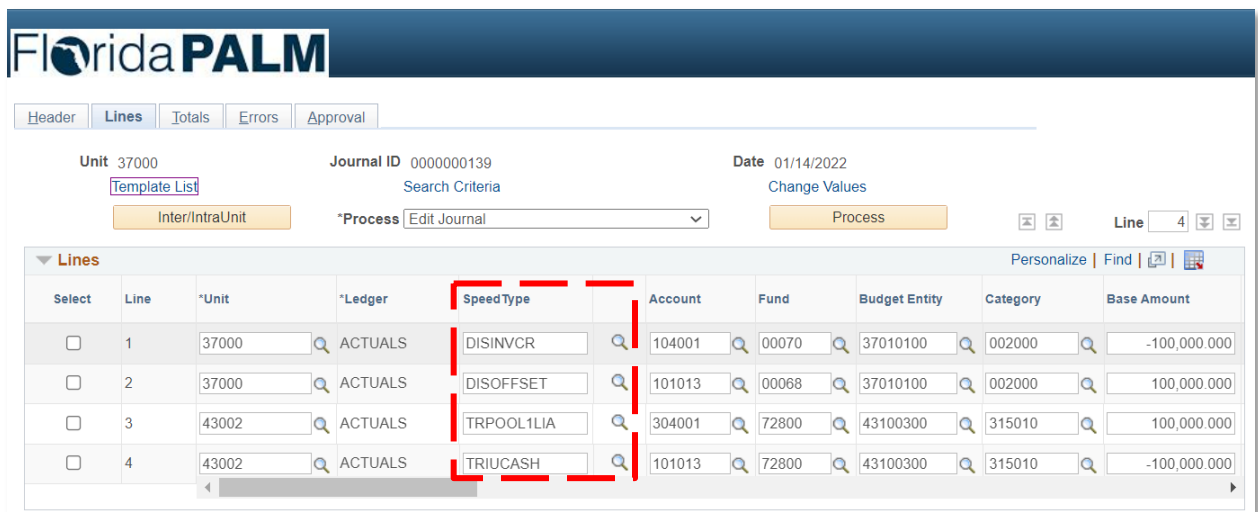 Florida PALM
Header Lines Totals Errors Approval
Unit 37000 Journal ID 0000000139 Date 01/14/2022
Template List Search Criteria Change Values
Inter/IntraUnit *Process Edit Journal Process Line 4
Lines Personalize | Find | |
Select Line *Unit *Ledger SpeedType Account Fund Budget Entity Category Base Amount
1 37000 ACTUALS DISINVCR 104001 00070 37010100 002000 -100,000.000
2 37000 ACTUALS DISOFFSET 101013 00068 37010100 002000 100,000.000
3 43002 ACTUALS TRPOOL1LIA 304001 72800 43100300 315010 100,000.000
4 43002 ACTUALS TRIUCASH 101013 72800 43100300 315010 -100,000.000